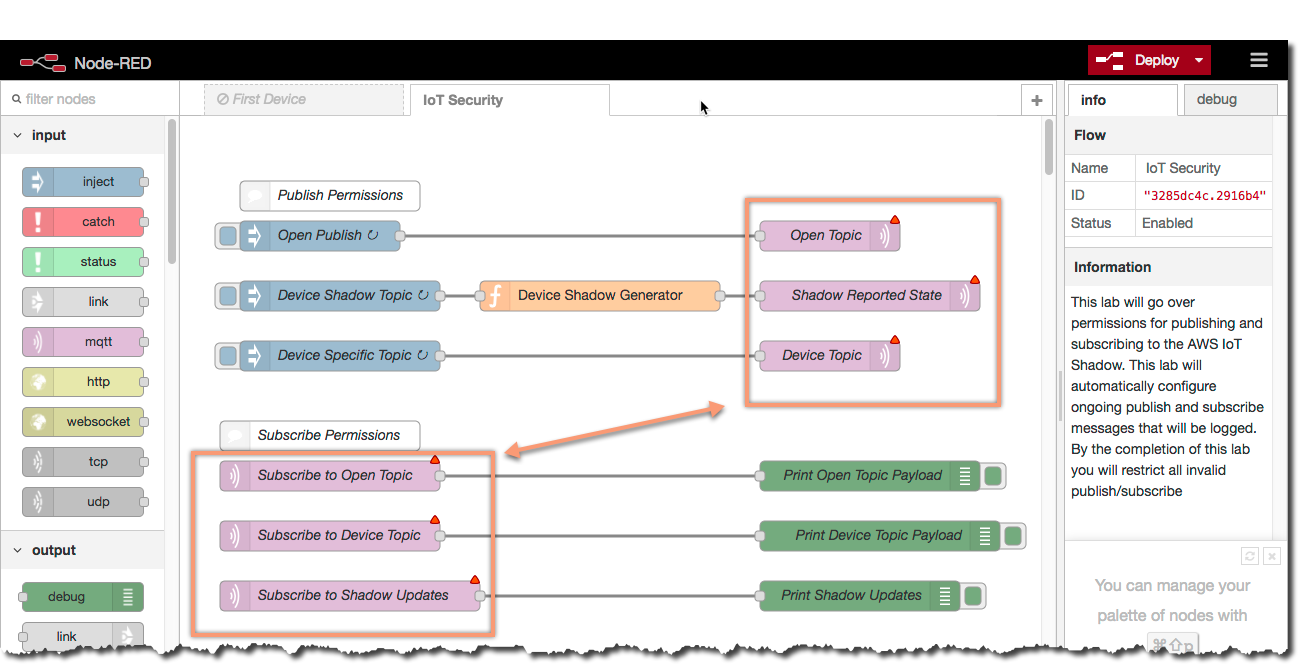 Node-RED
Deploy
filter nodes
First Device
IoT Security
+
info
debug
input
inject
catch
status
link
mqtt
http
websocket
tcp
udp
output
debug
link
Publish Permissions
Open Publish ↻
Open Topic
Device Shadow Topic ↻
Device Shadow Generator
Shadow Reported State
Device Specific Topic ↻
Device Topic
Subscribe Permissions
Subscribe to Open Topic
Print Open Topic Payload
Subscribe to Device Topic
Print Device Topic Payload
Subscribe to Shadow Updates
Print Shadow Updates
Flow
Name IoT Security
ID "3285dc4c.2916b4"
Status Enabled
Information
This lab will go over
permissions for publishing and
subscribing to the AWS IoT
Shadow. This lab will
automatically configure
ongoing publish and subscribe
messages that will be logged.
By the completion of this lab
you will restrict all invalid
publish/subscribe
You can manage your
palette of nodes with
⌘⇧p